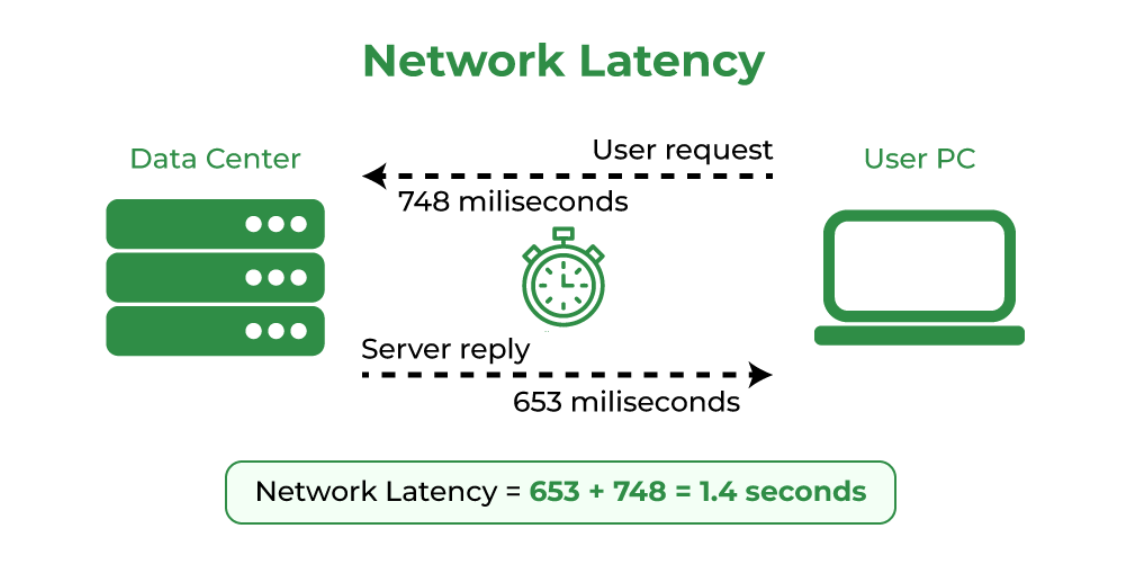 Network Latency
Data Center
User request
User PC
748 miliseconds
Server reply
653 miliseconds
Network Latency = 653 + 748 = 1.4 seconds